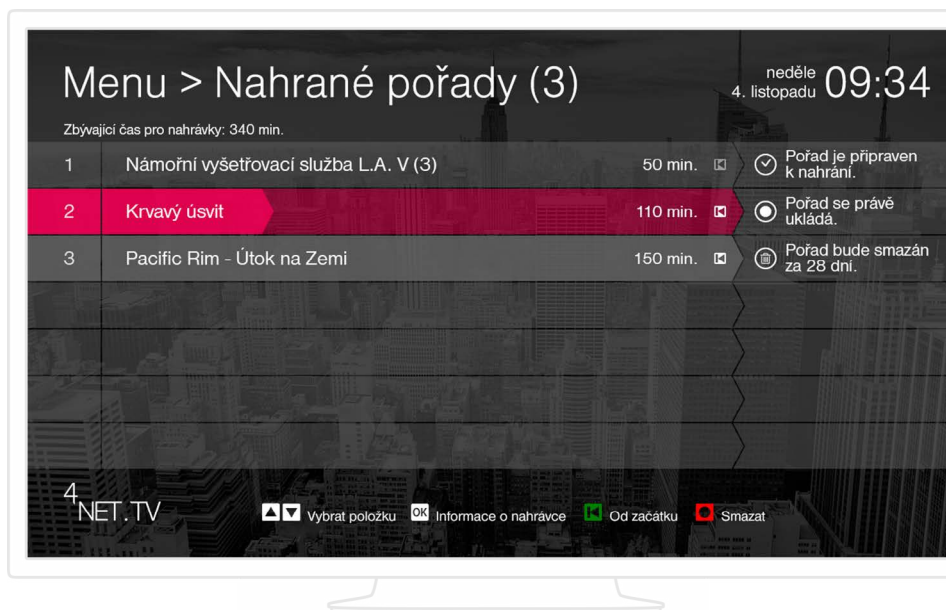 Menu > Nahrané pořady (3)
neděle
4. listopadu
09:34
Zbývající čas pro nahrávky: 340 min.
1 Námořní vyšetřovací služba L.A. V (3) 50 min. Pořad je připraven
k nahrání.
2 Krvavý úsvit 110 min. Pořad se právě
ukládá.
3 Pacific Rim - Útok na Zemi 150 min. Pořad bude smazán
za 28 dní.
4NET.TV
Vybrat položku OK Informace o nahrávce Od začátku Smazat